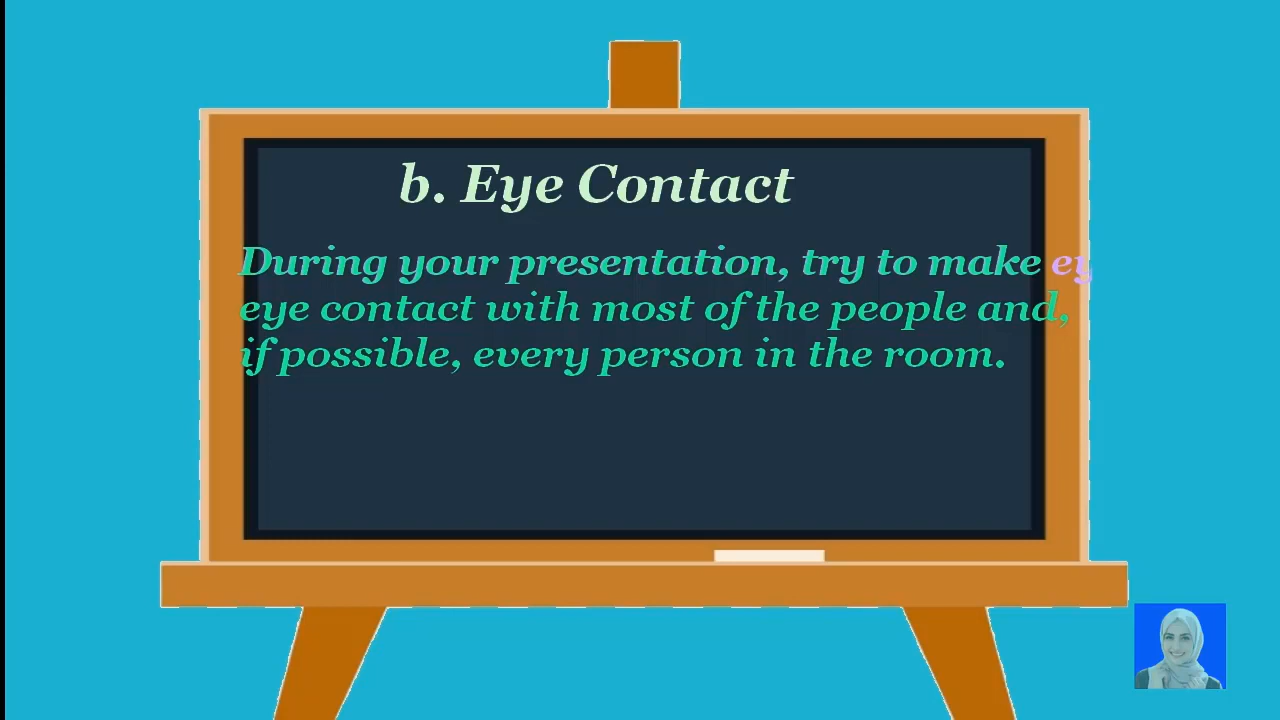 b. Eye Contact
During your presentation, try to make ey
eye contact with most of the people and,
if possible, every person in the room.